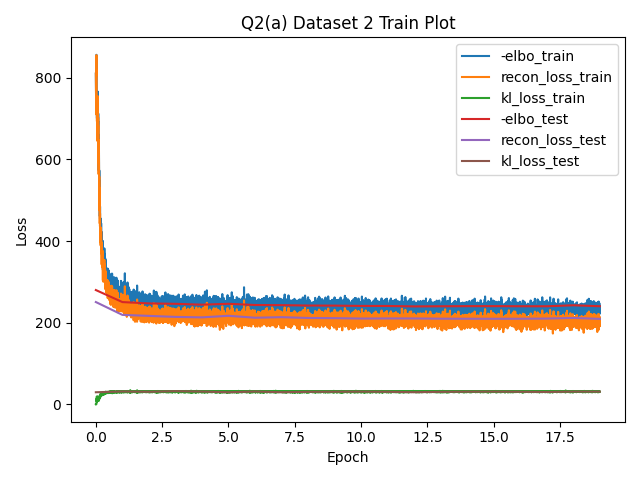 Q2(a) Dataset 2 Train Plot
-elbo_train
recon_loss_train
kl_loss_train
-elbo_test
recon_loss_test
kl_loss_test
Loss
800
600
400
200
0
0.0 2.5 5.0 7.5 10.0 12.5 15.0 17.5
Epoch